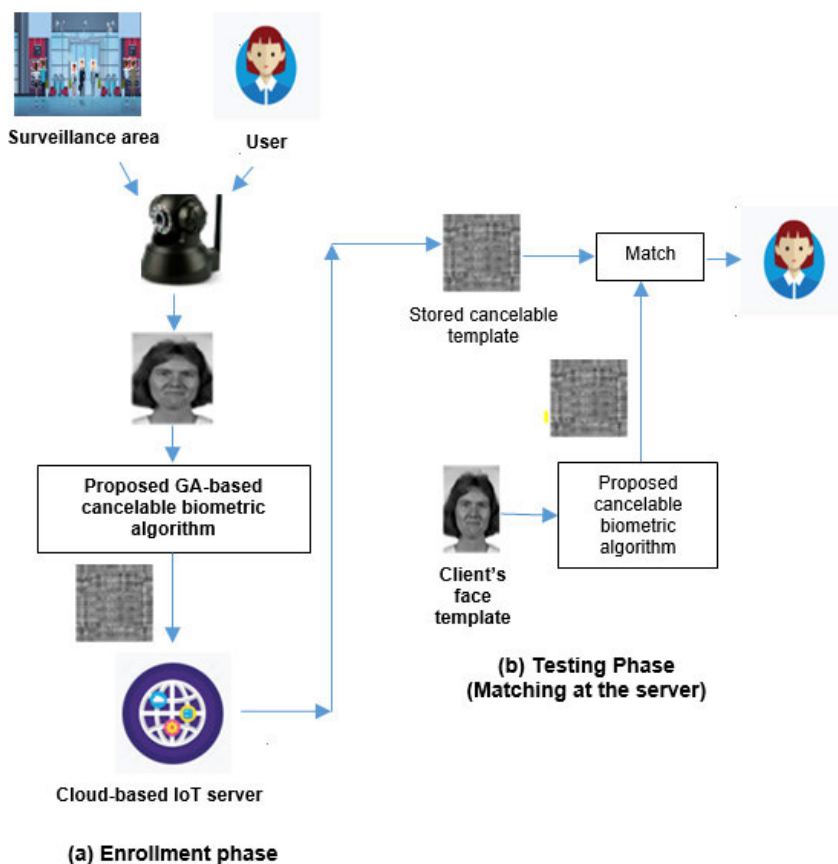 Surveillance area
User
Proposed GA-based
cancelable biometric
algorithm
Cloud-based IoT server
(a) Enrollment phase
Stored cancelable
template
Match
Client's
face
template
Proposed
cancelable
biometric
algorithm
(b) Testing Phase
(Matching at the server)